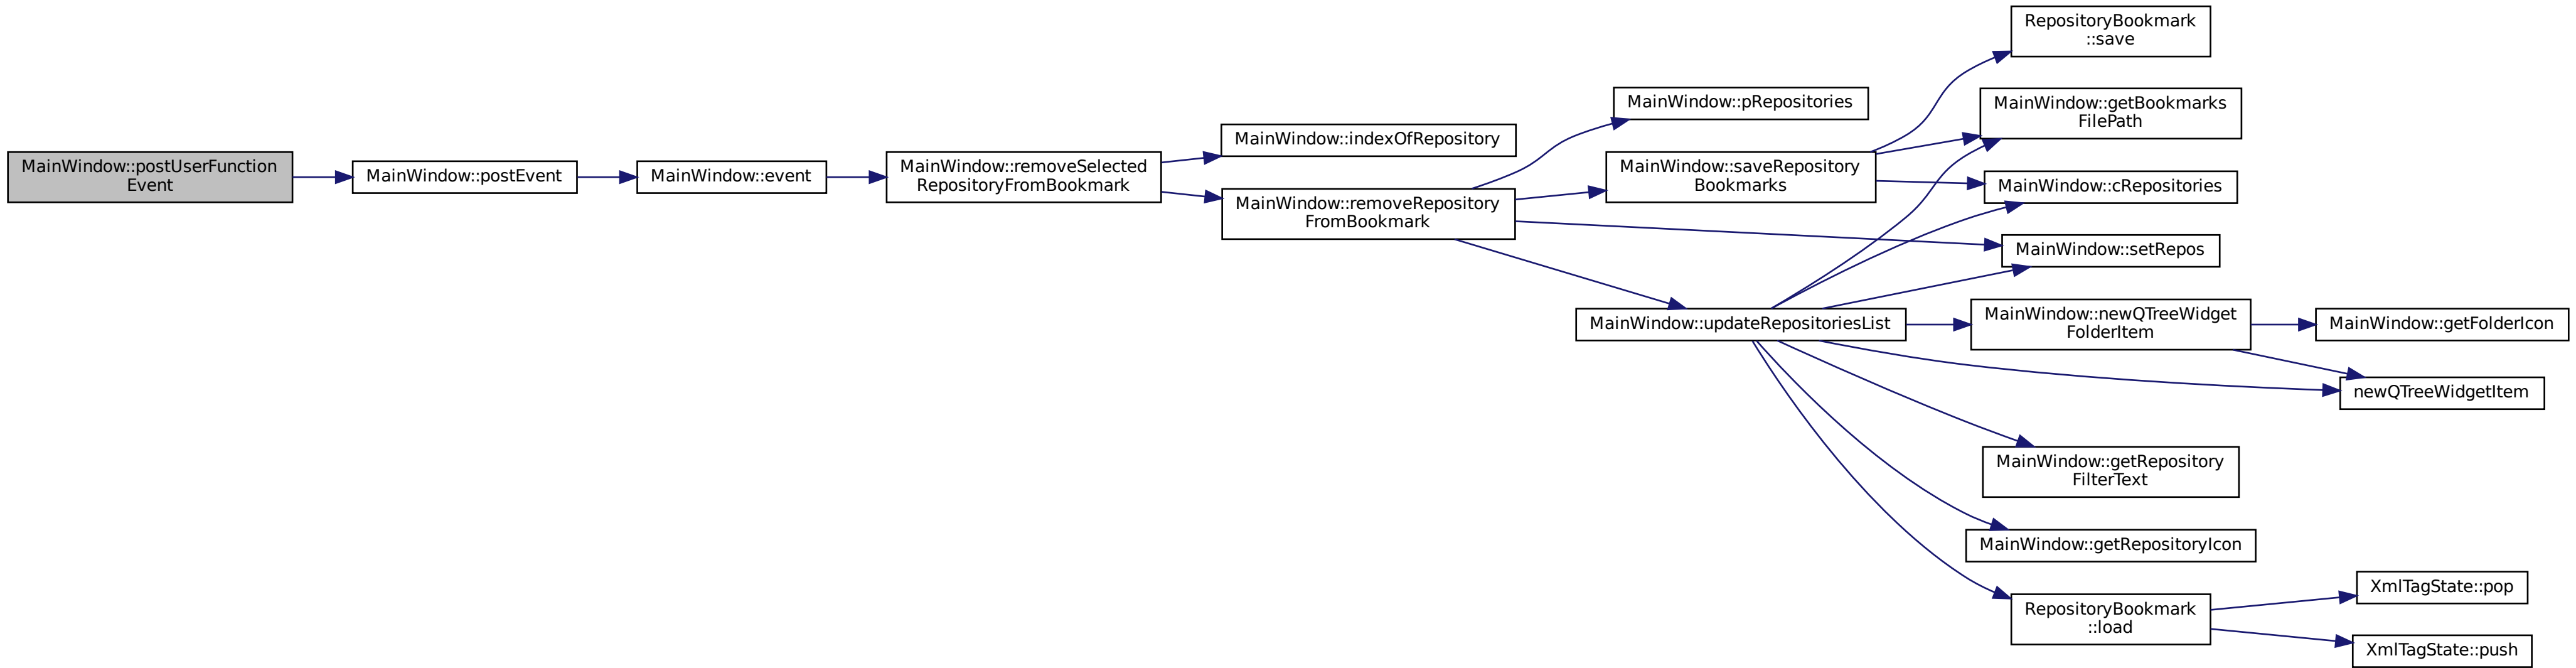 MainWindow::postUserFunction
Event
MainWindow::postEvent
MainWindow::event
MainWindow::removeSelected
RepositoryFromBookmark
MainWindow::indexOfRepository
MainWindow::removeRepository
FromBookmark
MainWindow::pRepositories
MainWindow::saveRepository
Bookmarks
MainWindow::updateRepositoriesList
RepositoryBookmark
::save
MainWindow::getBookmarks
FilePath
MainWindow::cRepositories
MainWindow::setRepos
MainWindow::newQTreeWidget
FolderItem
MainWindow::getFolderIcon
newQTreeWidgetItem
MainWindow::getRepository
FilterText
MainWindow::getRepositoryIcon
RepositoryBookmark
::load
XmlTagState::pop
XmlTagState::push